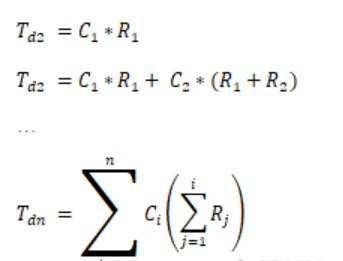 T_{d2} = C_1 * R_1
T_{d2} = C_1 * R_1 + C_2 * (R_1 + R_2)
...
T_{dn} = \sum^{n} C_i \left( \sum_{j=1}^{i} R_j \right)